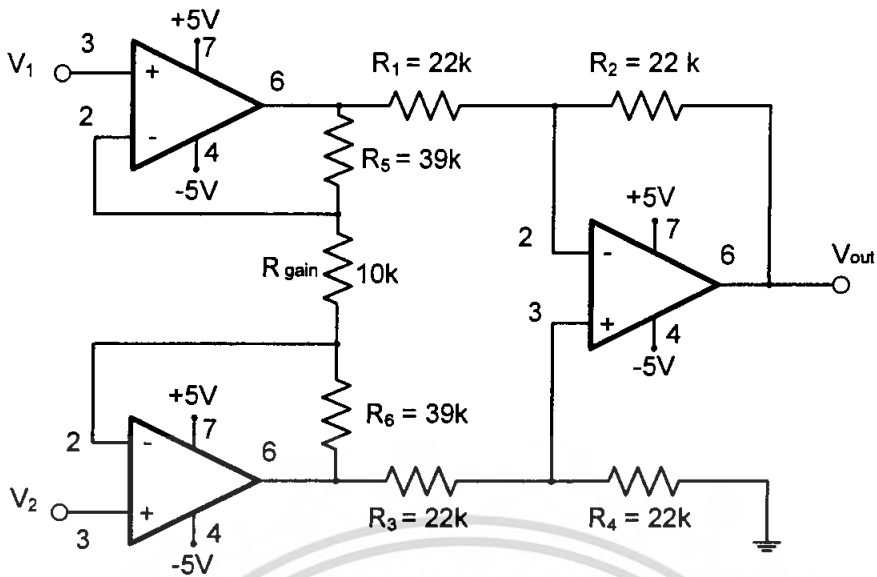 +5V
7
3
V1
+
6
2
-
4
-5V
R1 = 22k
R2 = 22 k
R5 = 39k
R gain
10k
+5V
7
2
-
6
Vout
3
+
4
-5V
R6 = 39k
+5V
7
2
-
6
V2
+
3
4
-5V
R3 = 22k
R4 = 22k